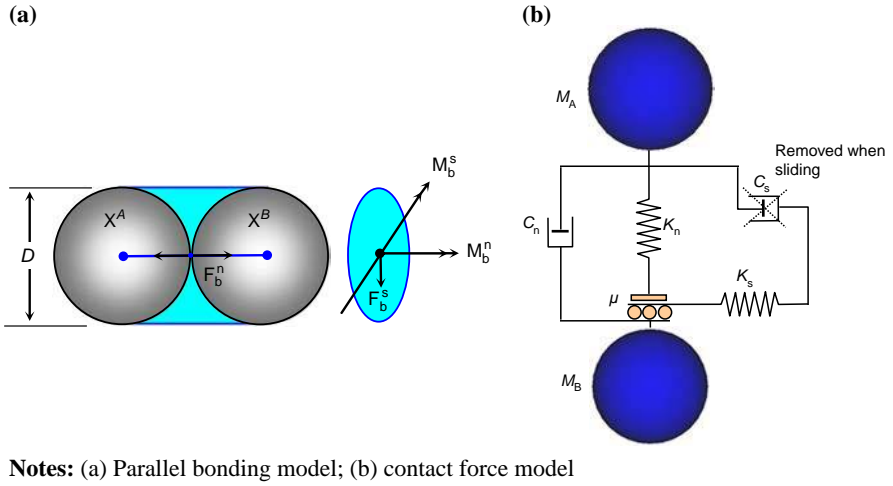 (a)
(b)
M_A
Removed when
sliding
C_s
M_b^s
X^A
X^B
C_n
K_n
D
F_b^n
M_b^n
F_b^s
μ
K_s
M_B
Notes: (a) Parallel bonding model; (b) contact force model